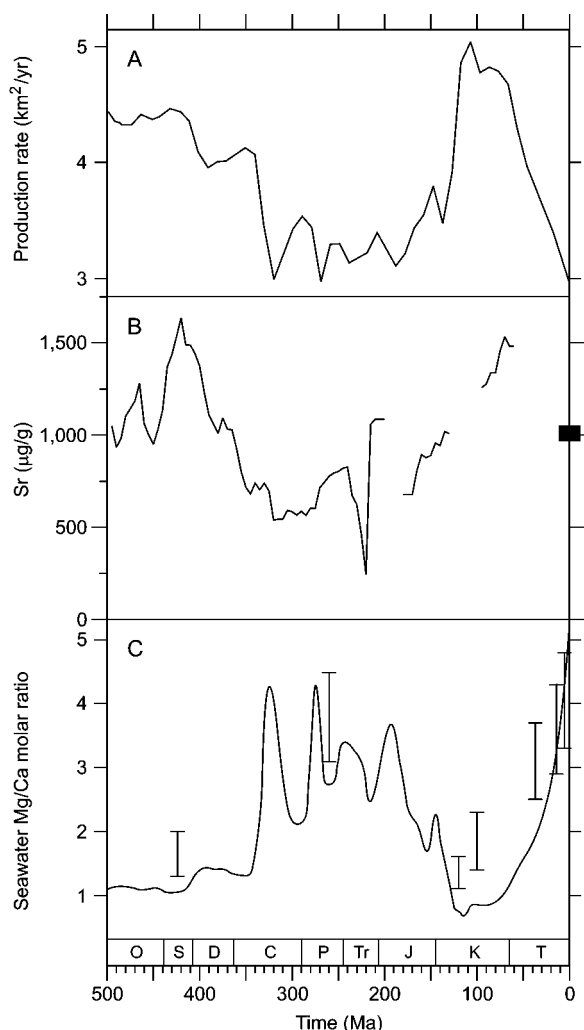 A
Production rate (km²/yr)
5
4
3
B
Sr (µg/g)
1,500
1,000
500
0
C
Seawater Mg/Ca molar ratio
5
4
3
2
1
O S D C P Tr J K T
500 400 300 200 100 0
Time (Ma)